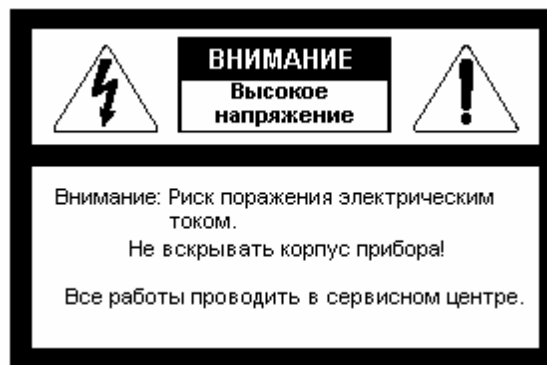 ВНИМАНИЕ
Высокое
напряжение
Внимание: Риск поражения электрическим
током.
Не вскрывать корпус прибора!
Все работы проводить в сервисном центре.